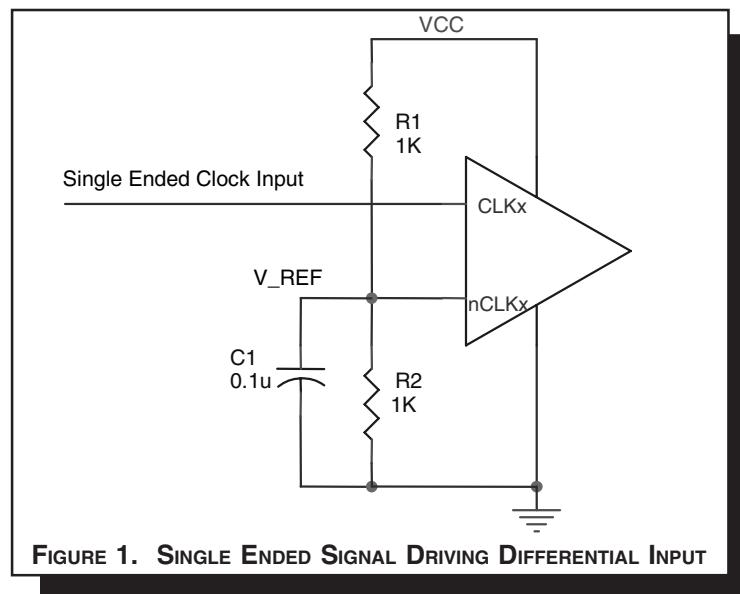 VCC
R1
1K
Single Ended Clock Input
CLKx
V_REF
nCLKx
C1
0.1u
R2
1K
FIGURE 1. SINGLE ENDED SIGNAL DRIVING DIFFERENTIAL INPUT